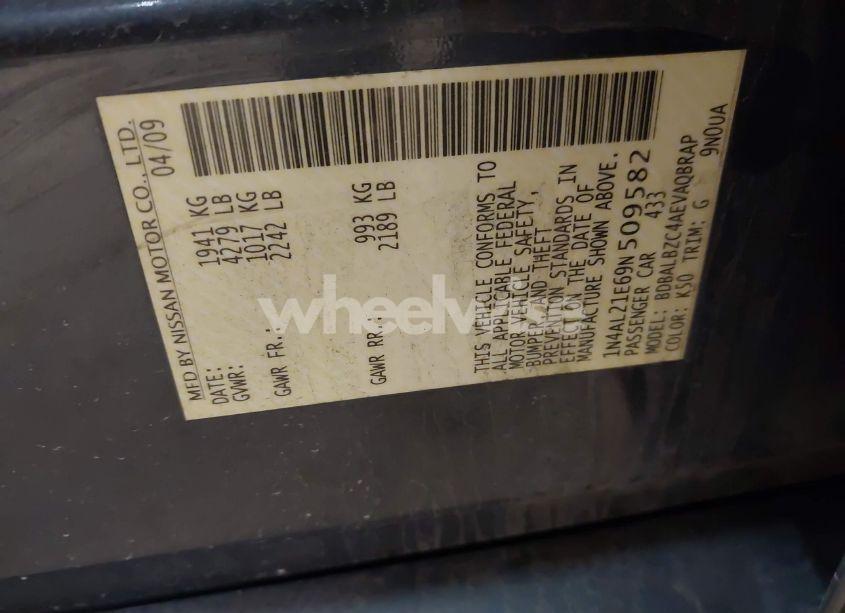 MFD BY NISSAN MOTOR CO., LTD.
DATE: 04/09
GVWR: 1941 KG
4279 LB
GAWR FR.: 1017 KG
2242 LB
GAWR RR.: 993 KG
2189 LB
THIS VEHICLE CONFORMS TO
ALL APPLICABLE FEDERAL
MOTOR VEHICLE SAFETY,
BUMPER, AND THEFT
PREVENTION STANDARDS IN
EFFECT ON THE DATE OF
MANUFACTURE SHOWN ABOVE.
1N4AL21E69N509582
PASSENGER CAR 433
MODEL: BDBALBZC4AEVAQBRAP
COLOR: K50 TRIM: G 9N0UA